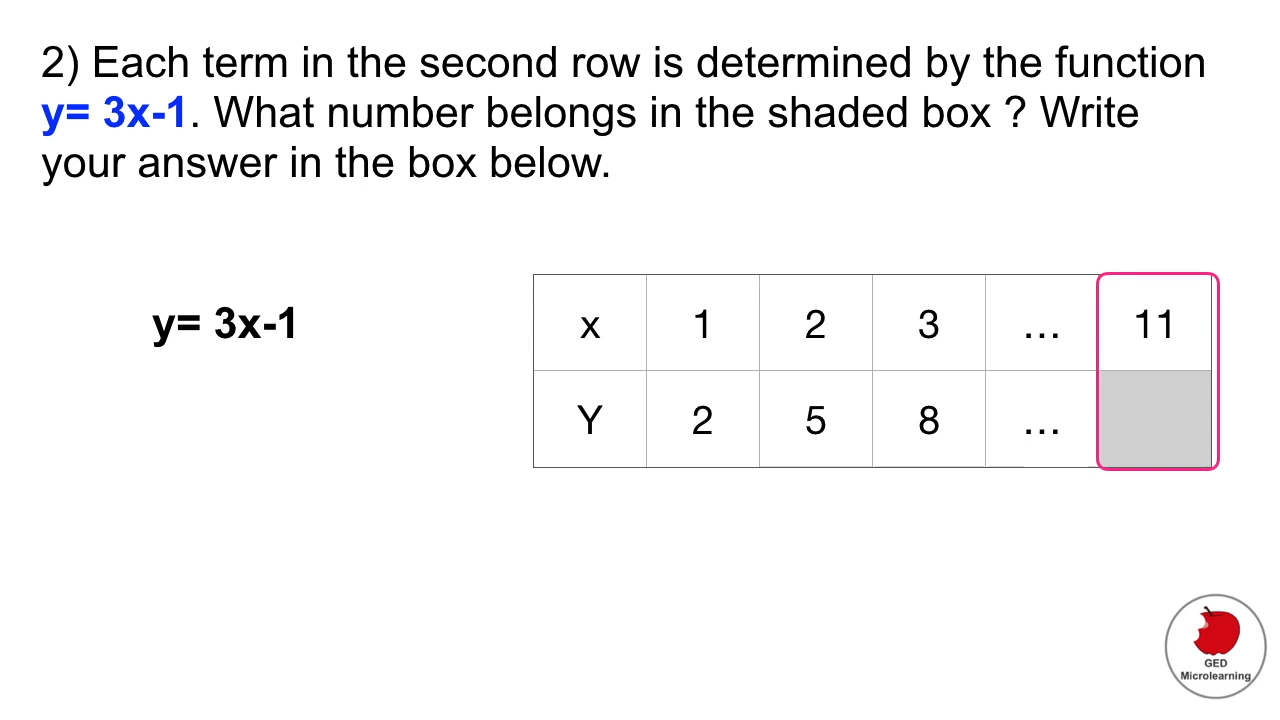 2) Each term in the second row is determined by the function
y= 3x-1. What number belongs in the shaded box ? Write
your answer in the box below.
y= 3x-1
x 1 2 3 ... 11
Y 2 5 8 ...
GED
Microlearning